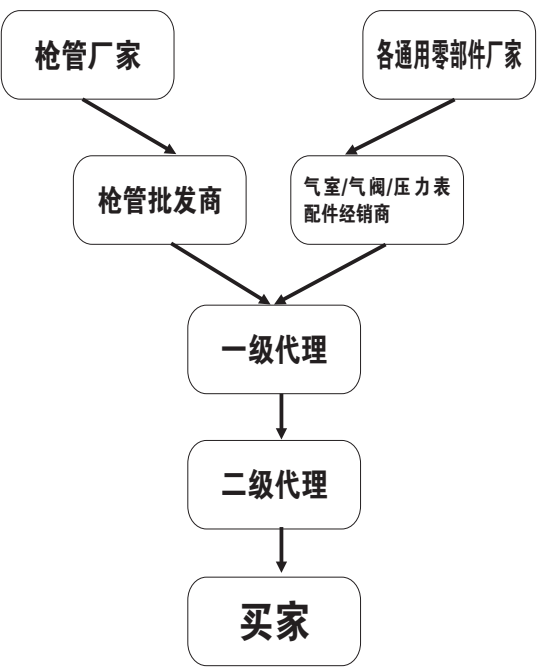 枪管厂家
各通用零部件厂家
枪管批发商
气室/气阀/压力表
配件经销商
一级代理
二级代理
买家